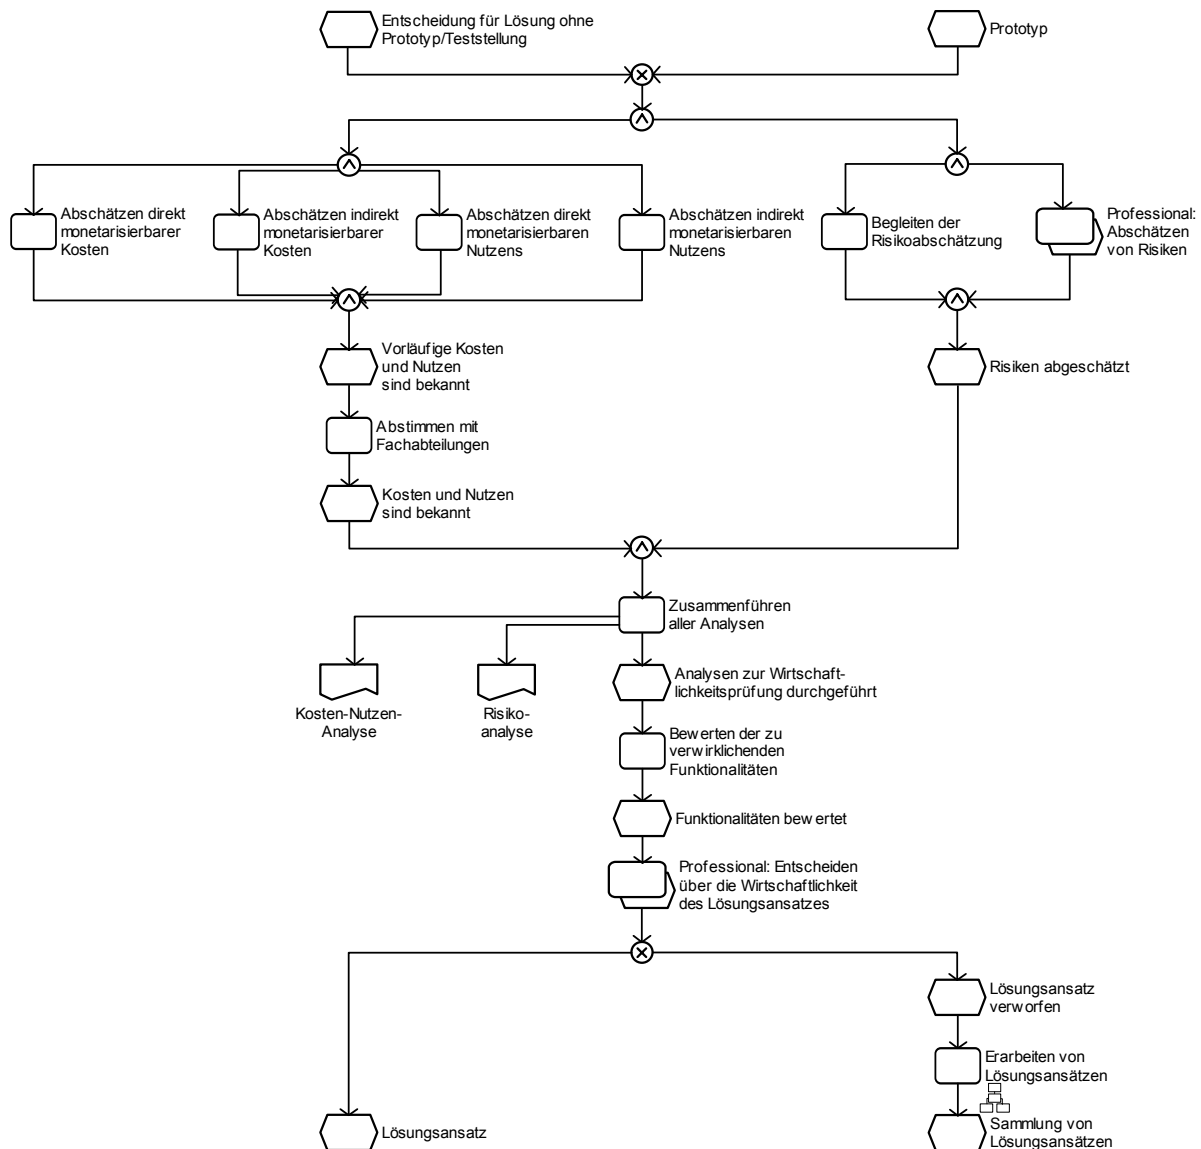 Entscheidung für Lösung ohne
Prototyp/Teststellung
Prototyp
Abschätzen direkt
monetarisierbarer
Kosten
Abschätzen indirekt
monetarisierbarer
Kosten
Abschätzen direkt
monetarisierbaren
Nutzens
Abschätzen indirekt
monetarisierbaren
Nutzens
Begleiten der
Risikoabschätzung
Professional:
Abschätzen
von Risiken
Vorläufige Kosten
und Nutzen
sind bekannt
Risiken abgeschätzt
Abstimmen mit
Fachabteilungen
Kosten und Nutzen
sind bekannt
Zusammenführen
aller Analysen
Kosten-Nutzen-
Analyse
Risiko-
analyse
Analysen zur Wirtschaft-
lichkeitsprüfung durchgeführt
Bewerten der zu
verwirklichenden
Funktionalitäten
Funktionalitäten bewertet
Professional: Entscheiden
über die Wirtschaftlichkeit
des Lösungsansatzes
Lösungsansatz
verworfen
Erarbeiten von
Lösungsansätzen
Lösungsansatz
Sammlung von
Lösungsansätzen